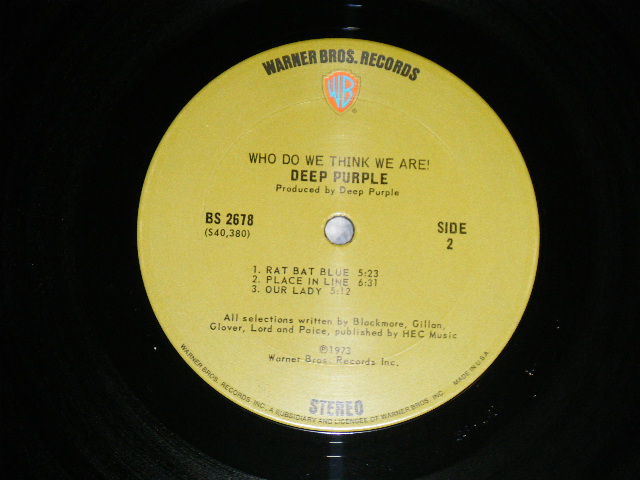 WARNER BROS. RECORDS
WB
®
WHO DO WE THINK WE ARE!
DEEP PURPLE
Produced by Deep Purple
BS 2678
(S40,380)
SIDE
2
1. RAT BAT BLUE 5:23
2. PLACE IN LINE 6:31
3. OUR LADY 5:12
All selections written by Blackmore, Gillan,
Glover, Lord and Paice, published by HEC Music
℗1973
Warner Bros. Records Inc.
STEREO
WARNER BROS. RECORDS INC., A SUBSIDIARY AND LICENSEE OF WARNER BROS. INC. MADE IN U.S.A.